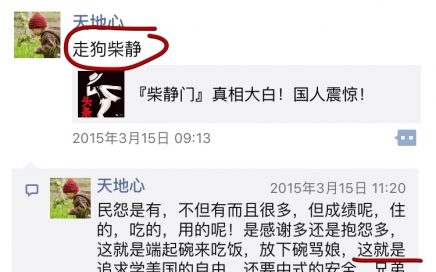 天地心
走狗柴静
头条
『柴静门』真相大白！国人震惊！
2015年3月15日 09:13
天地心
2015年3月15日 11:20
民怨是有，不但有而且很多，但成绩呢，住
的，吃的，用的呢！是感谢多还是抱怨多，
这就是端起碗来吃饭，放下碗骂娘，这就是
追求学美国的自由，还要中式的安全，兄弟